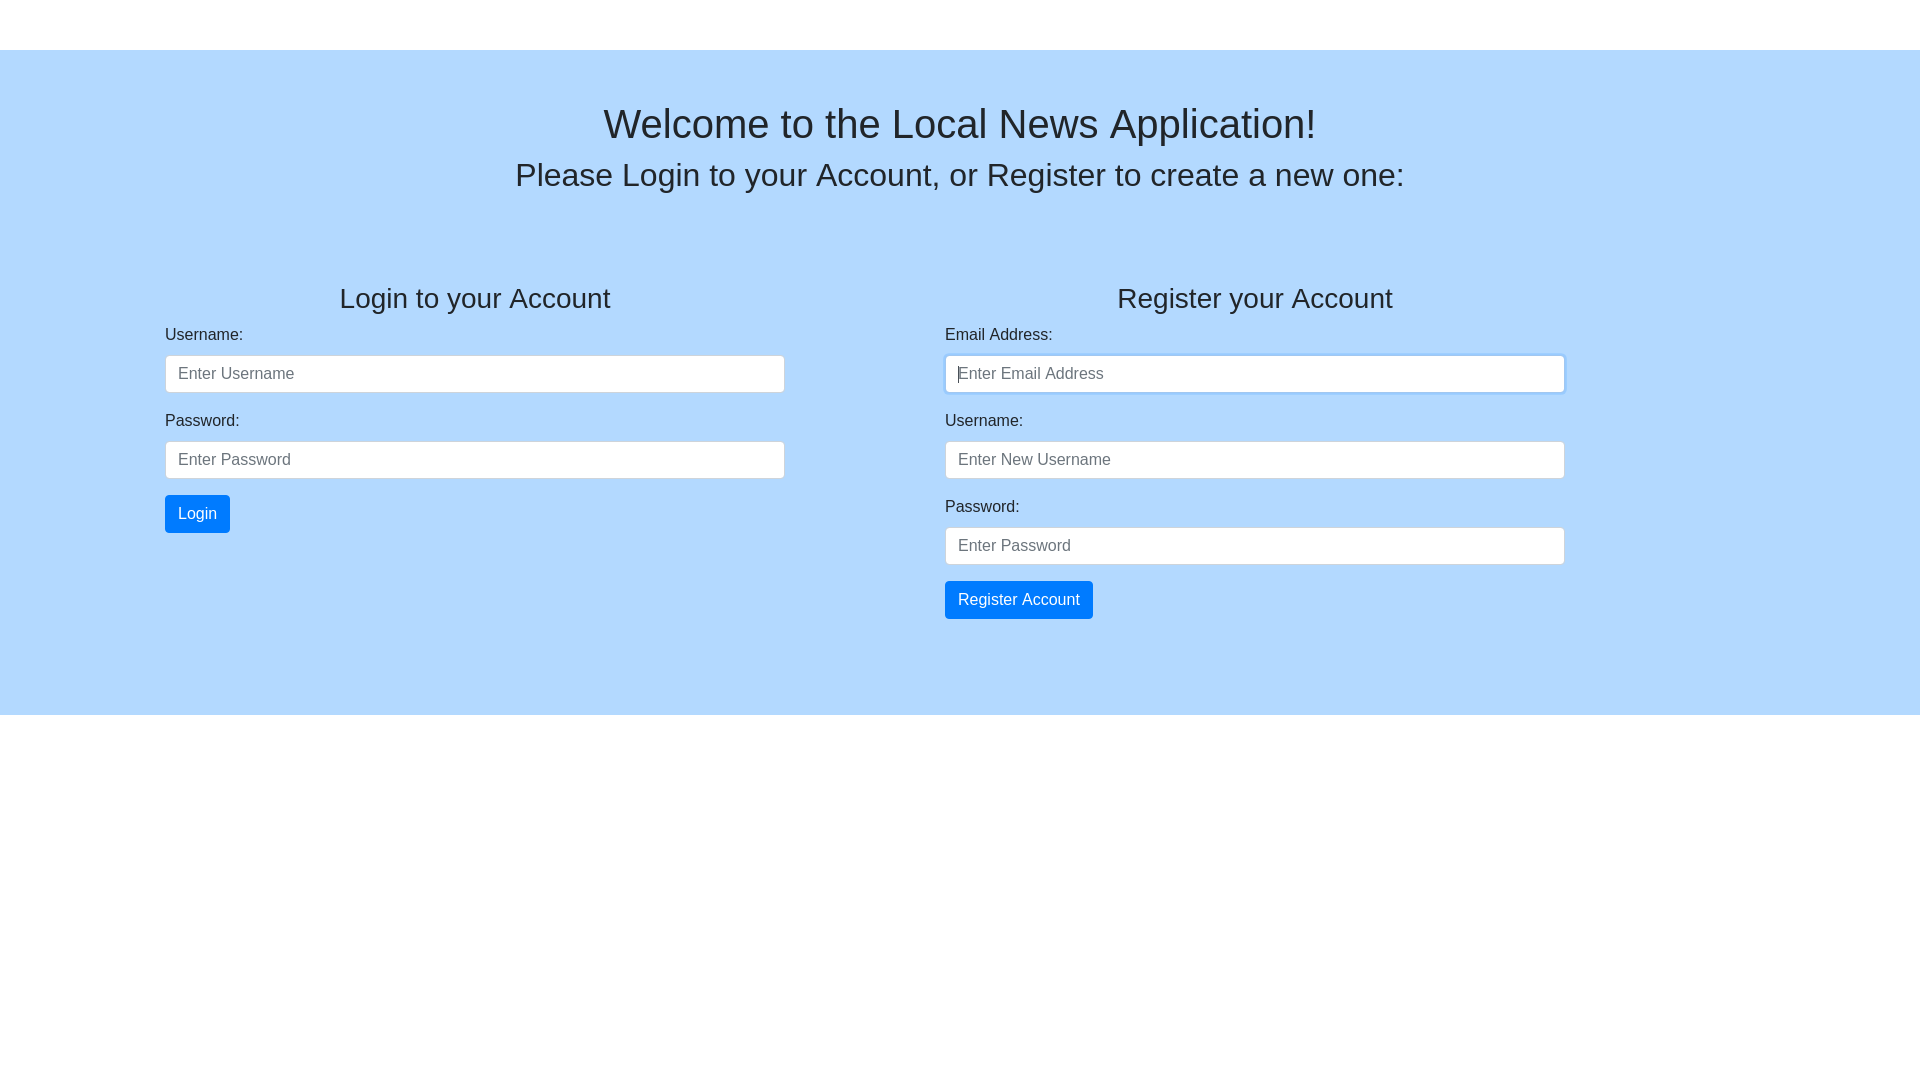 Welcome to the Local News Application!
Please Login to your Account, or Register to create a new one:
Login to your Account
Username:
Enter Username
Password:
Enter Password
Login
Register your Account
Email Address:
Enter Email Address
Username:
Enter New Username
Password:
Enter Password
Register Account